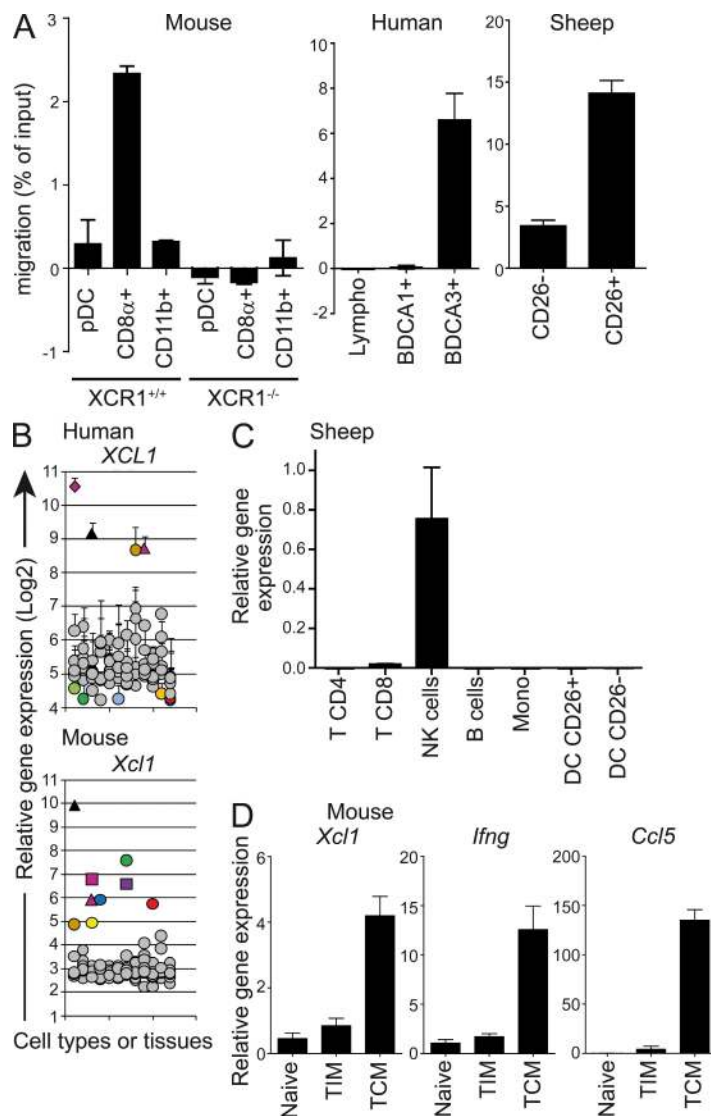 A
Mouse
Human
Sheep
migration (% of input)
3
2
1
0
-1
pDC
CD8α+
CD11b+
pDC
CD8α+
CD11b+
XCR1+/+
XCR1-/-
10
8
6
4
2
0
-2
Lympho
BDCA1+
BDCA3+
20
15
10
5
0
CD26-
CD26+
B
Human
XCL1
Relative gene expression (Log2)
11
10
9
8
7
6
5
4
Mouse
Xcl1
11
10
9
8
7
6
5
4
3
2
1
Cell types or tissues
C
Sheep
Relative gene
expression
1.0
0.8
0.6
0.4
0.2
0.0
T CD4
T CD8
NK cells
B cells
Mono
DC CD26+
DC CD26-
D
Mouse
Xcl1
Ifng
Ccl5
Relative gene expression
6
4
2
0
Naive
TIM
TCM
20
15
10
5
0
Naive
TIM
TCM
200
150
100
50
0
Naive
TIM
TCM